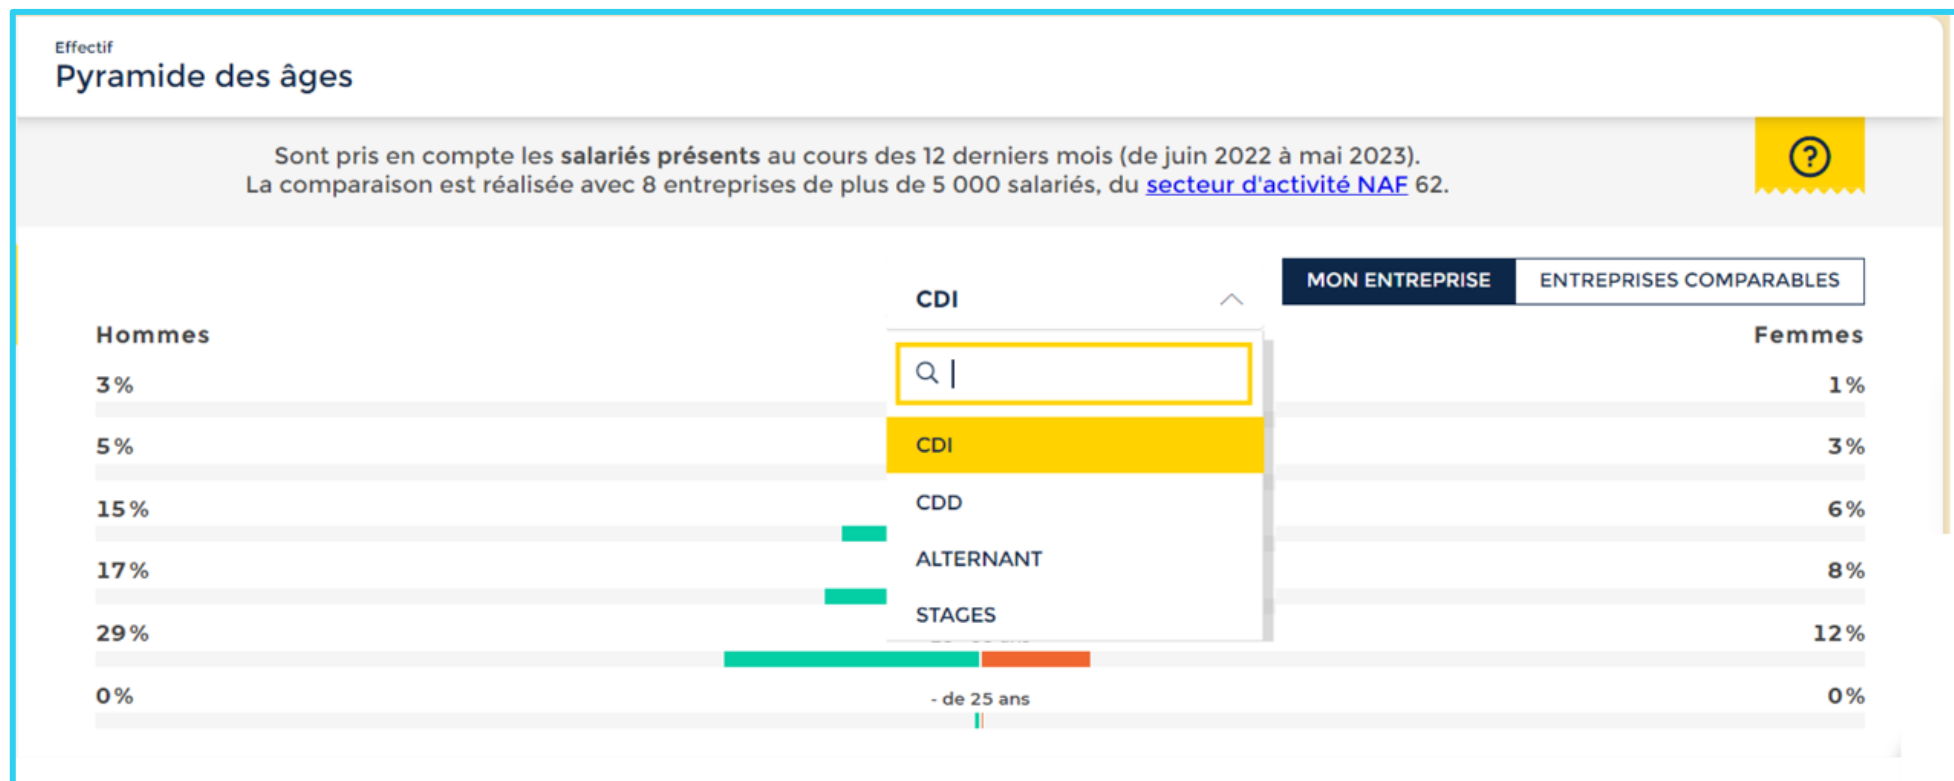 Effectif
Pyramide des âges
Sont pris en compte les salariés présents au cours des 12 derniers mois (de juin 2022 à mai 2023).
La comparaison est réalisée avec 8 entreprises de plus de 5 000 salariés, du secteur d'activité NAF 62.
MON ENTREPRISE ENTREPRISES COMPARABLES
CDI
Hommes Femmes
3% 1%
5% CDI 3%
15% CDD 6%
17% ALTERNANT 8%
STAGES
29% 12%
0% - de 25 ans 0%